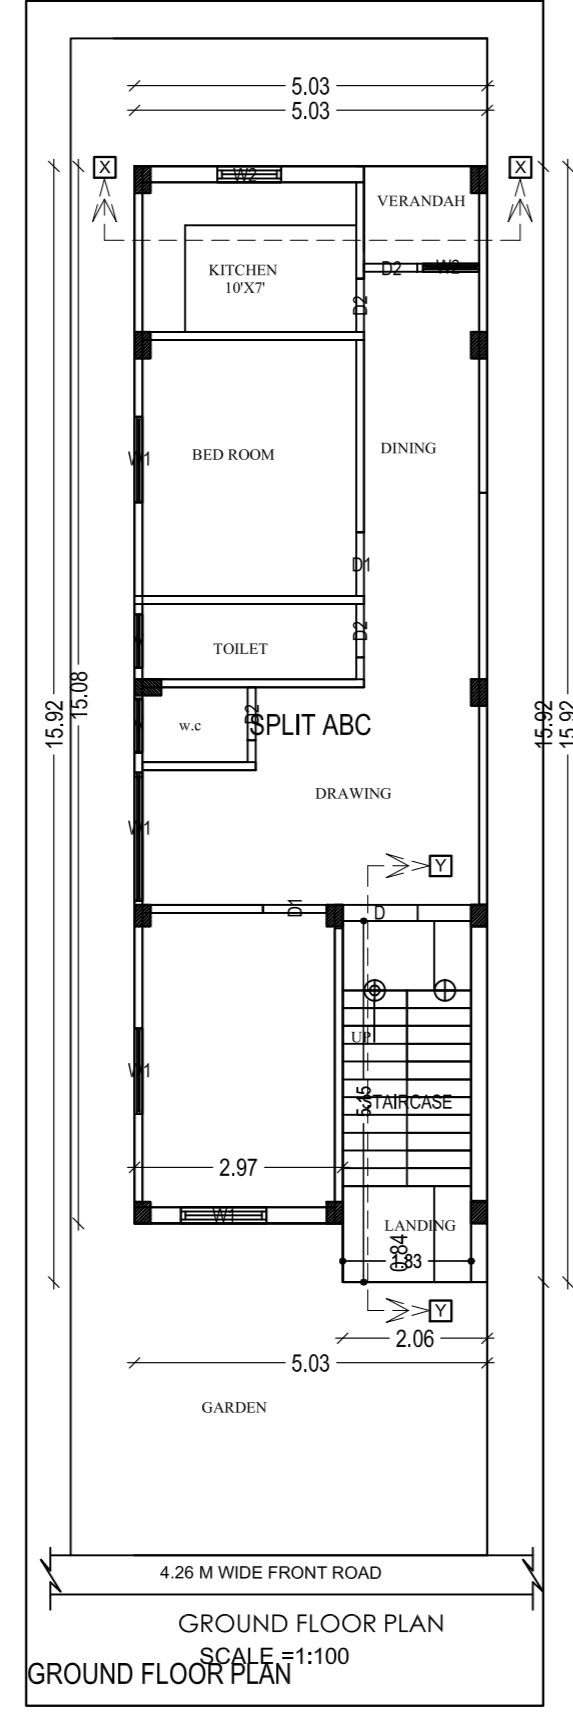 5.03
5.03
X
X
W2
VERANDAH
D2
W2
KITCHEN
10'X7'
D2
W1
BED ROOM
DINING
D1
TOILET
D2
15.92
15.08
15.92
15.92
w.c
D2
SPLIT ABC
DRAWING
W1
Y
D1
D
UP
W1
5.15
STAIRCASE
2.97
W1
LANDING
0.84
1.83
Y
2.06
5.03
GARDEN
4.26 M WIDE FRONT ROAD
GROUND FLOOR PLAN
SCALE =1:100
GROUND FLOOR PLAN